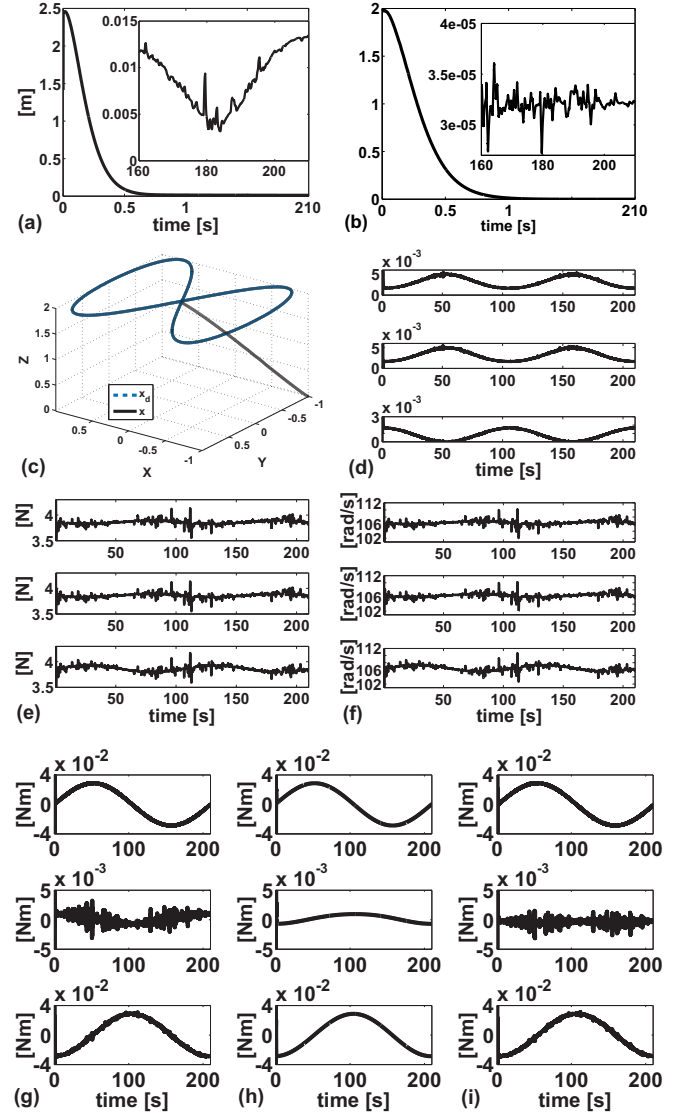 2.5
2
1.5
1
0.5
0
[m]
0.015
0.01
0.005
0
160 180 200
0 0.5 1 210
(a) time [s]
2
1.5
1
0.5
0
4e-05
3e-05
3e-05
160 180 200
0 0.5 1 210
(b) time [s]
2
1.5
1
0.5
0
Z
x_d
x
0.5 0 -0.5 -1
X
0.5 0 -0.5 -1
Y
(c)
x 10^-3
5
0
0 50 100 150 200
x 10^-3
5
0
0 50 100 150 200
x 10^-3
3
0
0 50 100 150 200
(d) time [s]
[N]
4
3.5
50 100 150 200
[N]
4
3.5
50 100 150 200
[N]
4
3.5
50 100 150 200
(e) time [s]
[rad/s]
112
106
102
50 100 150 200
[rad/s]
112
106
102
50 100 150 200
[rad/s]
112
106
102
50 100 150 200
(f) time [s]
x 10^-2
[Nm]
4
0
-4
0 100 200
x 10^-3
[Nm]
5
0
-5
0 100 200
x 10^-2
[Nm]
4
0
-4
0 100 200
(g) time [s]
x 10^-2
[Nm]
4
0
-4
0 100 200
x 10^-3
[Nm]
5
0
-5
0 100 200
x 10^-2
[Nm]
4
0
-4
0 100 200
(h) time [s]
x 10^-2
[Nm]
4
0
-4
0 100 200
x 10^-3
[Nm]
5
0
-5
0 100 200
x 10^-2
[Nm]
4
0
-4
0 100 200
(i) time [s]